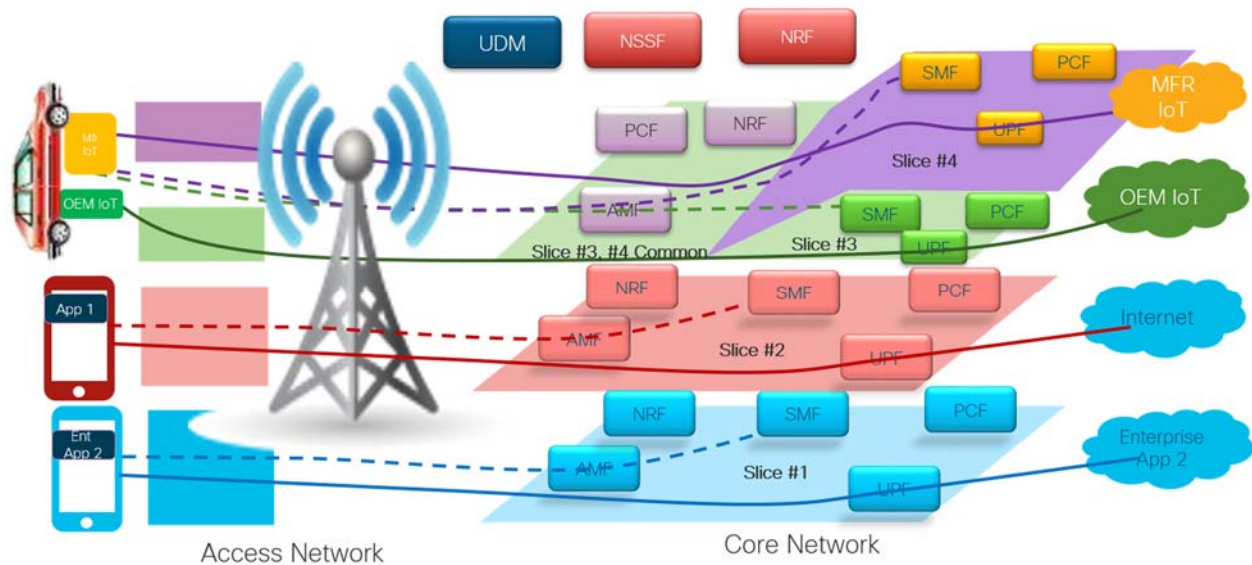 UDM
NSSF
NRF
SMF
PCF
MFR
IoT
PCF
NRF
UPF
Mfr
IoT
Slice #4
OEM IoT
AMF
SMF
PCF
OEM IoT
Slice #3, #4 Common
Slice #3
UPF
NRF
SMF
PCF
App 1
AMF
Internet
Slice #2
UPF
NRF
SMF
PCF
Ent
App 2
Enterprise
App 2
AMF
Slice #1
UPF
Access Network
Core Network